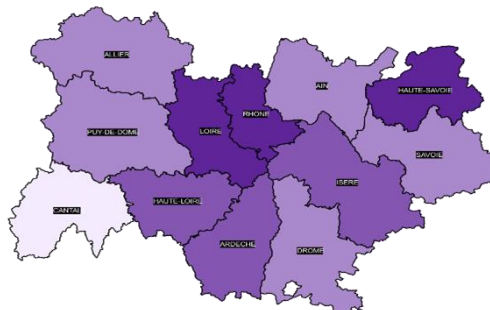 ALLIER
AIN
HAUTE-SAVOIE
RHONE
PUY-DE-DOME
LOIRE
SAVOIE
ISERE
HAUTE-LOIRE
CANTAL
ARDECHE
DROME